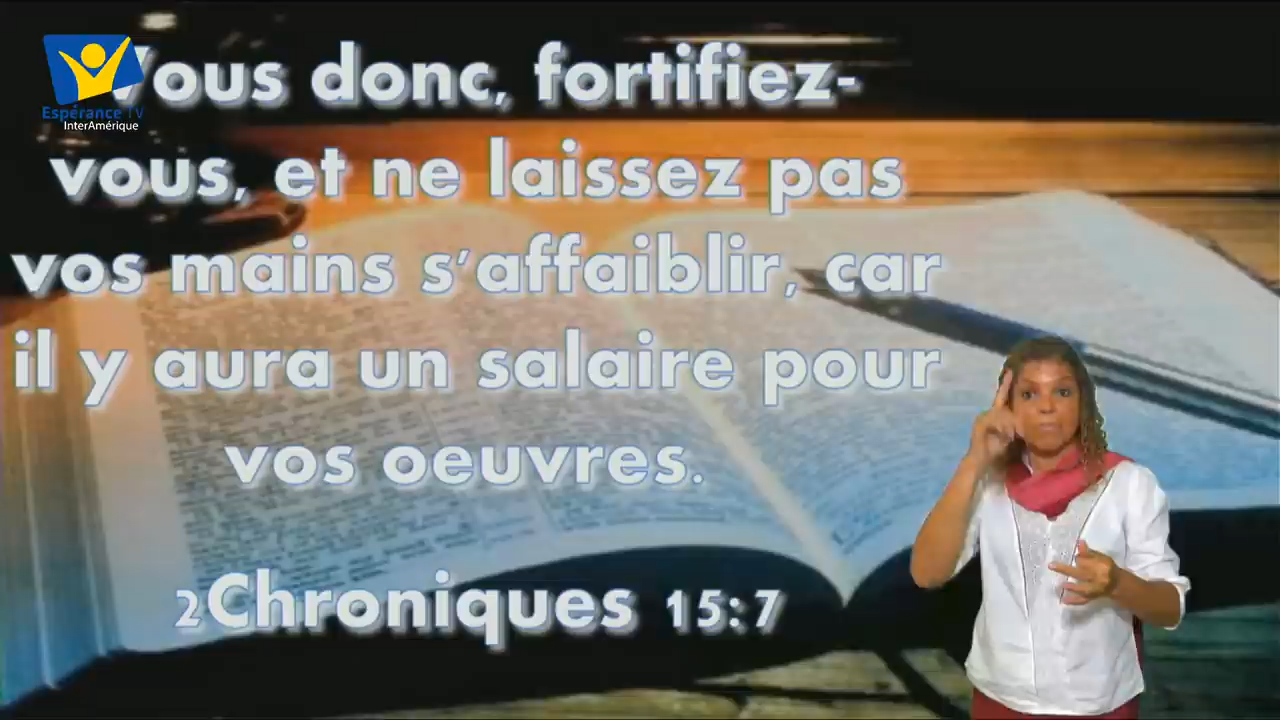 Espérance TV
InterAmérique
Vous donc, fortifiez-
vous, et ne laissez pas
vos mains s'affaiblir, car
il y aura un salaire pour
vos oeuvres.
2Chroniques 15:7